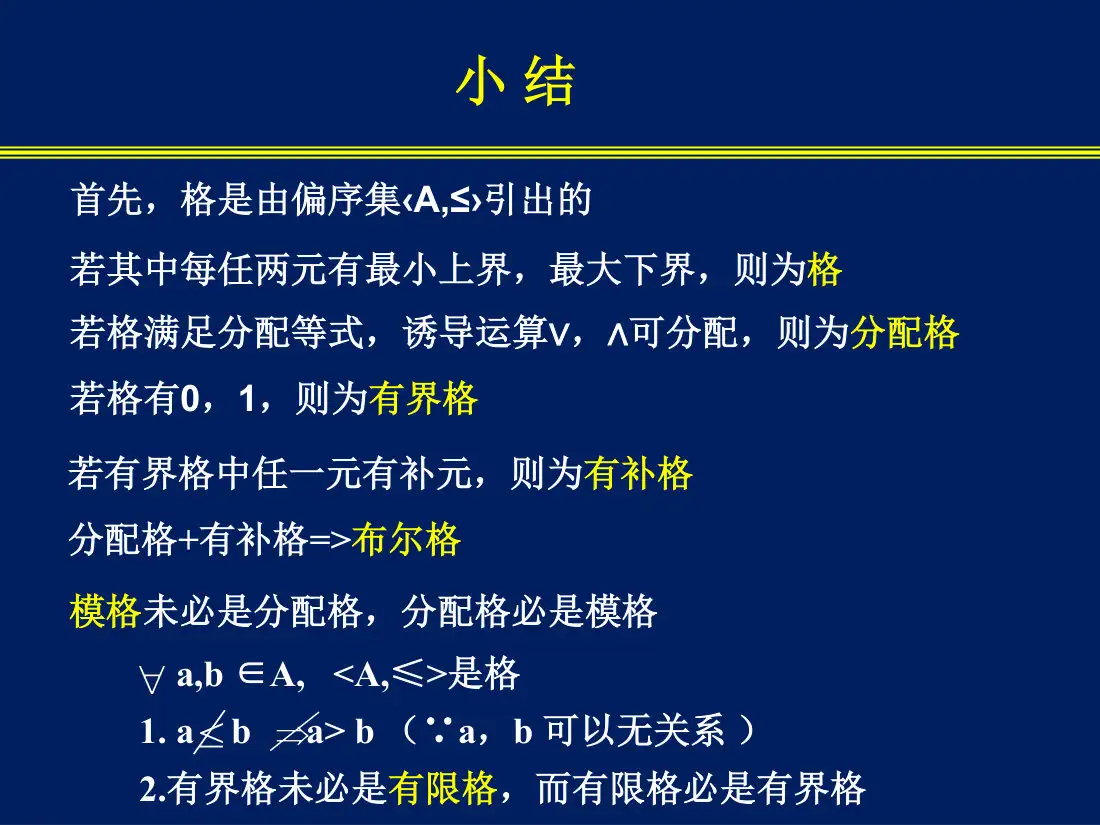 小 结
首先，格是由偏序集‹A,≤›引出的
若其中每任两元有最小上界，最大下界，则为格
若格满足分配等式，诱导运算∨，∧可分配，则为分配格
若格有0，1，则为有界格
若有界格中任一元有补元，则为有补格
分配格+有补格=>布尔格
模格未必是分配格，分配格必是模格
∀ a,b ∈A, <A,≤>是格
1. a ≰ b ⇏ a> b （∵a，b 可以无关系 ）
2.有界格未必是有限格，而有限格必是有界格